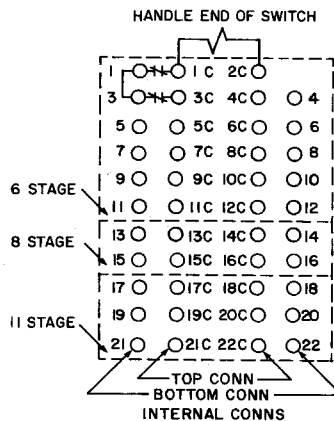 HANDLE END OF SWITCH
1 1C 2C
3 3C 4C 4
5 5C 6C 6
7 7C 8C 8
9 9C 10C 10
6 STAGE
11 11C 12C 12
8 STAGE
13 13C 14C 14
15 15C 16C 16
17 17C 18C 18
19 19C 20C 20
11 STAGE
21 21C 22C 22
TOP CONN
BOTTOM CONN
INTERNAL CONNS